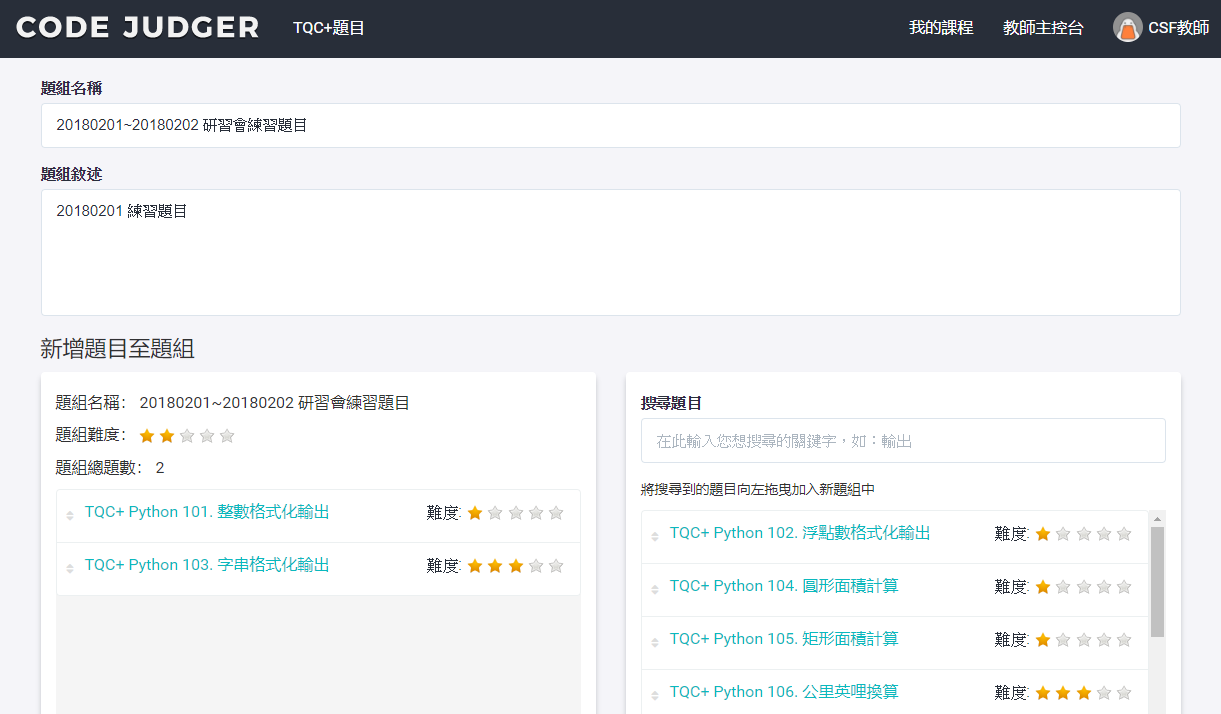 CODE JUDGER TQC+題目 我的課程 教師主控台 CSF教師
題組名稱
20180201~20180202 研習會練習題目
題組敘述
20180201 練習題目
新增題目至題組
題組名稱： 20180201~20180202 研習會練習題目
題組難度：
題組總題數： 2
TQC+ Python 101. 整數格式化輸出 難度:
TQC+ Python 103. 字串格式化輸出 難度:
搜尋題目
在此輸入您想搜尋的關鍵字，如：輸出
將搜尋到的題目向左拖曳加入新題組中
TQC+ Python 102. 浮點數格式化輸出 難度:
TQC+ Python 104. 圓形面積計算 難度:
TQC+ Python 105. 矩形面積計算 難度:
TQC+ Python 106. 公里英哩換算 難度: